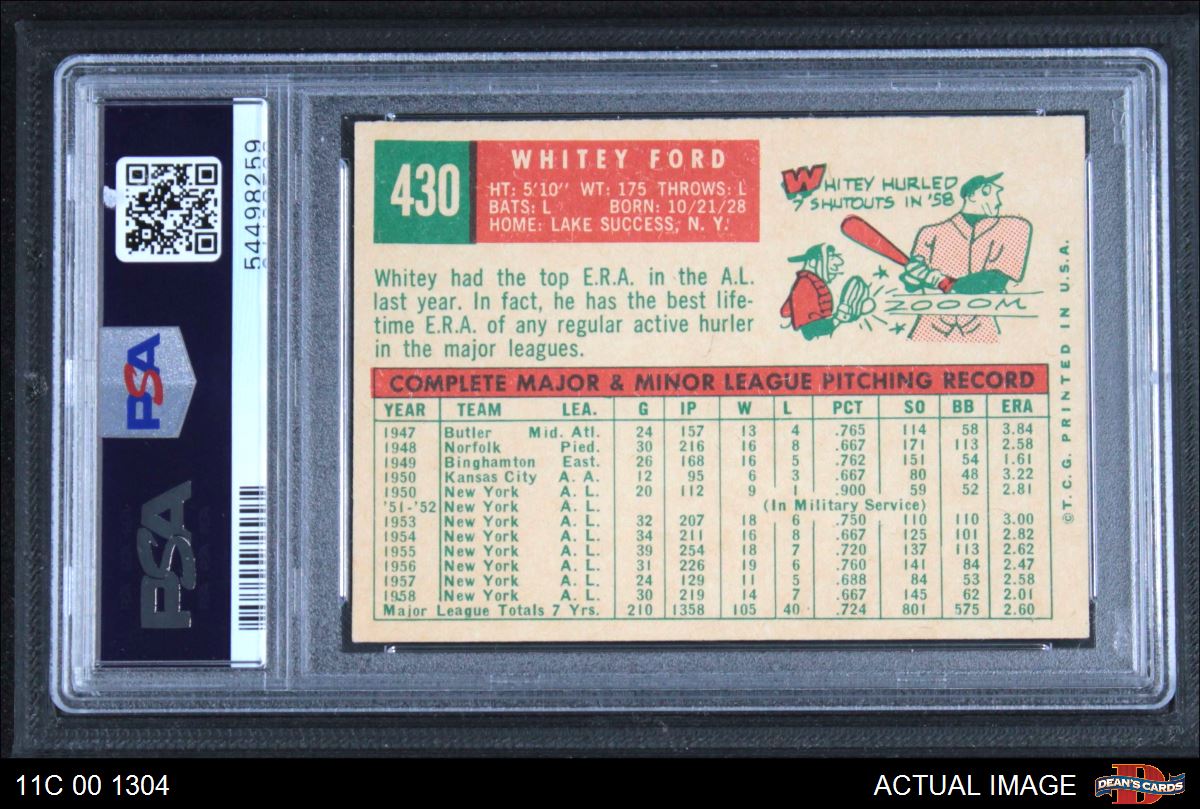 54498259
PSA
PSA
430
WHITEY FORD
HT: 5'10" WT: 175 THROWS: L
BATS: L BORN: 10/21/28
HOME: LAKE SUCCESS, N. Y.
WHITEY HURLED
7 SHUTOUTS IN '58
ZOOOM
Whitey had the top E.R.A. in the A.L.
last year. In fact, he has the best life-
time E.R.A. of any regular active hurler
in the major leagues.
COMPLETE MAJOR & MINOR LEAGUE PITCHING RECORD
YEAR TEAM LEA. G IP W L PCT SO BB ERA
1947 Butler Mid. Atl. 24 157 13 4 .765 114 58 3.84
1948 Norfolk Pied. 30 216 16 8 .667 171 113 2.58
1949 Binghamton East. 26 168 16 5 .762 151 54 1.61
1950 Kansas City A. A. 12 95 6 3 .667 80 48 3.22
1950 New York A. L. 20 112 9 1 .900 59 52 2.81
'51-'52 New York A. L. (In Military Service)
1953 New York A. L. 32 207 18 6 .750 110 110 3.00
1954 New York A. L. 34 211 16 8 .667 125 101 2.82
1955 New York A. L. 39 254 18 7 .720 137 113 2.62
1956 New York A. L. 31 226 19 6 .760 141 84 2.47
1957 New York A. L. 24 129 11 5 .688 84 53 2.58
1958 New York A. L. 30 219 14 7 .667 145 62 2.01
Major League Totals 7 Yrs. 210 1358 105 40 .724 801 575 2.60
©T. C. G. PRINTED IN U.S.A.
11C 00 1304
ACTUAL IMAGE
DEAN'S CARDS